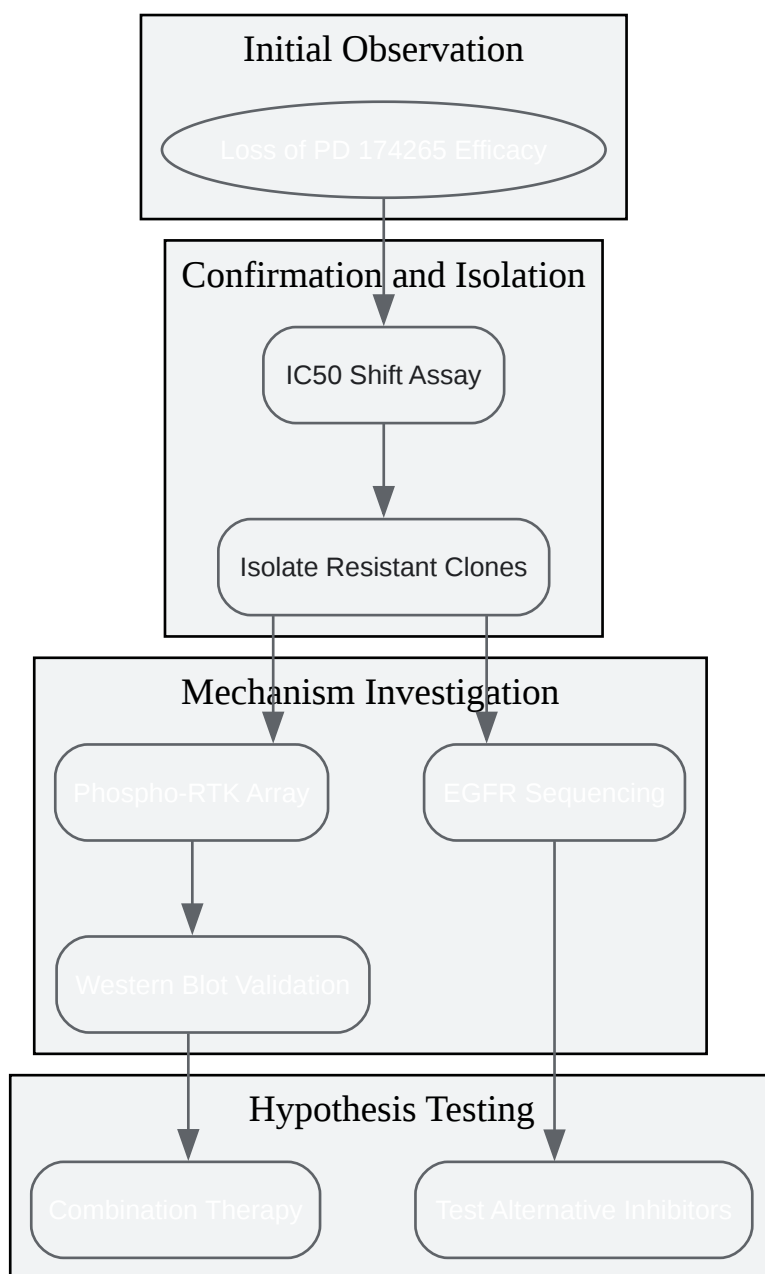 Initial Observation
Loss of PD 174265 Efficacy
Confirmation and Isolation
IC50 Shift Assay
Isolate Resistant Clones
Mechanism Investigation
Phospho-RTK Array
EGFR Sequencing
Western Blot Validation
Hypothesis Testing
Combination Therapy
Test Alternative Inhibitors